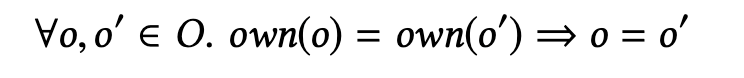 ∀o, o′ ∈ O. own(o) = own(o′) ⟹ o = o′